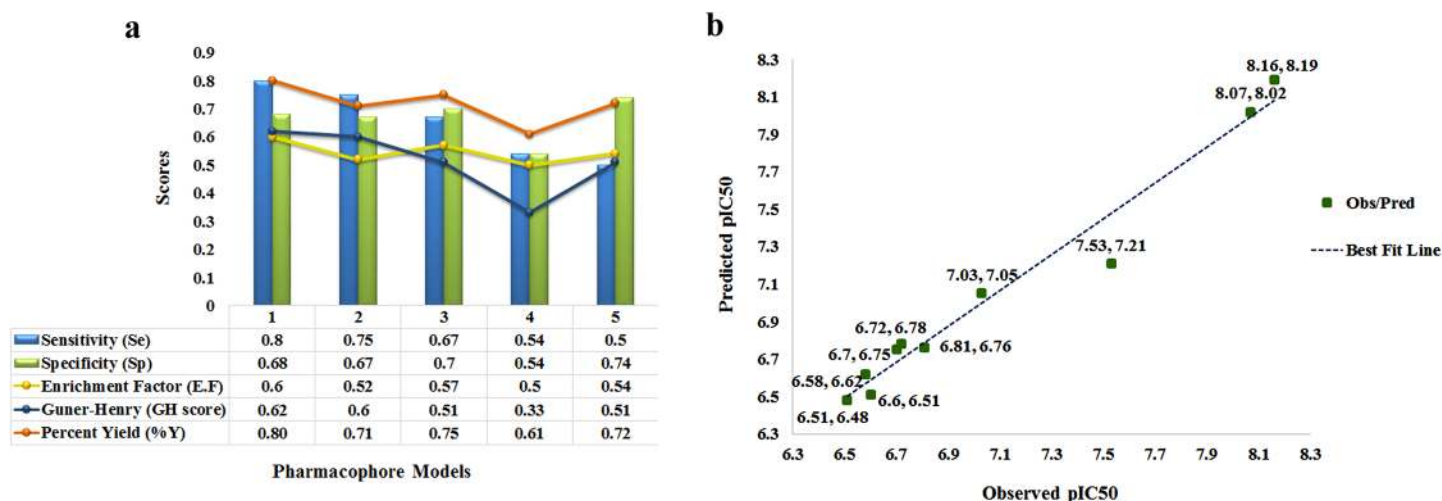 a
0.9
0.8
0.7
0.6
0.5
0.4
0.3
0.2
0.1
0
Scores
1 2 3 4 5
Sensitivity (Se) 0.8 0.75 0.67 0.54 0.5
Specificity (Sp) 0.68 0.67 0.7 0.54 0.74
Enrichment Factor (E.F) 0.6 0.52 0.57 0.5 0.54
Guner-Henry (GH score) 0.62 0.6 0.51 0.33 0.51
Percent Yield (%Y) 0.80 0.71 0.75 0.61 0.72
Pharmacophore Models
b
8.3
8.1
7.9
7.7
7.5
7.3
7.1
6.9
6.7
6.5
6.3
Predicted pIC50
8.16, 8.19
8.07, 8.02
7.53, 7.21
7.03, 7.05
6.72, 6.78
6.7, 6.75
6.81, 6.76
6.58, 6.62
6.6, 6.51
6.51, 6.48
6.3 6.5 6.7 6.9 7.1 7.3 7.5 7.7 7.9 8.1 8.3
Observed pIC50
Obs/Pred
Best Fit Line